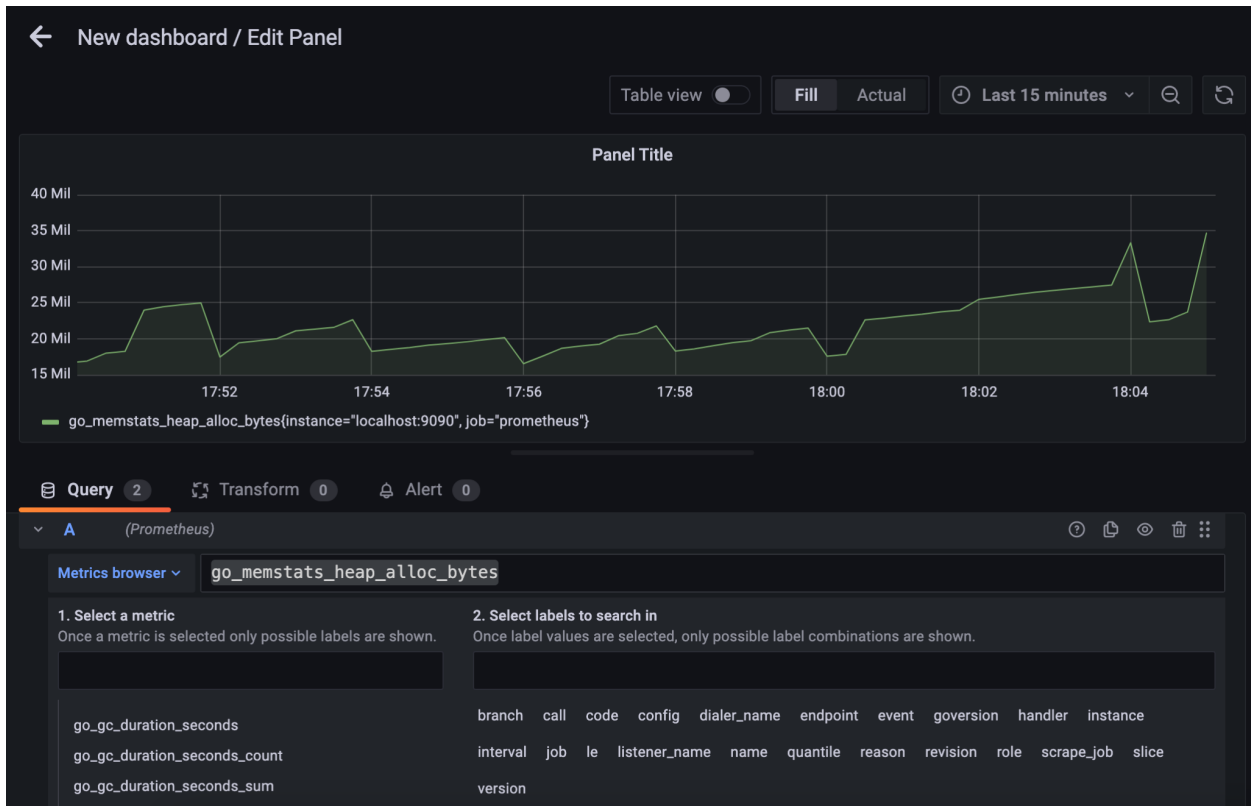 New dashboard / Edit Panel
Table view Fill Actual Last 15 minutes
Panel Title
40 Mil
35 Mil
30 Mil
25 Mil
20 Mil
15 Mil
17:52 17:54 17:56 17:58 18:00 18:02 18:04
go_memstats_heap_alloc_bytes{instance="localhost:9090", job="prometheus"}
Query 2 Transform 0 Alert 0
A (Prometheus)
Metrics browser go_memstats_heap_alloc_bytes
1. Select a metric 2. Select labels to search in
Once a metric is selected only possible labels are shown. Once label values are selected, only possible label combinations are shown.
go_gc_duration_seconds branch call code config dialer_name endpoint event goversion handler instance
go_gc_duration_seconds_count interval job le listener_name name quantile reason revision role scrape_job slice
go_gc_duration_seconds_sum version